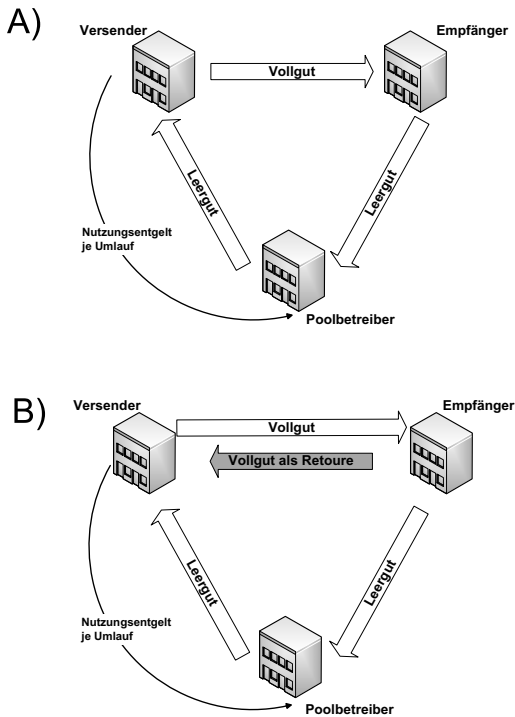 A)
Versender
Empfänger
Vollgut
Leergut
Leergut
Nutzungsentgelt
je Umlauf
Poolbetreiber
B)
Versender
Empfänger
Vollgut
Vollgut als Retoure
Leergut
Leergut
Nutzungsentgelt
je Umlauf
Poolbetreiber